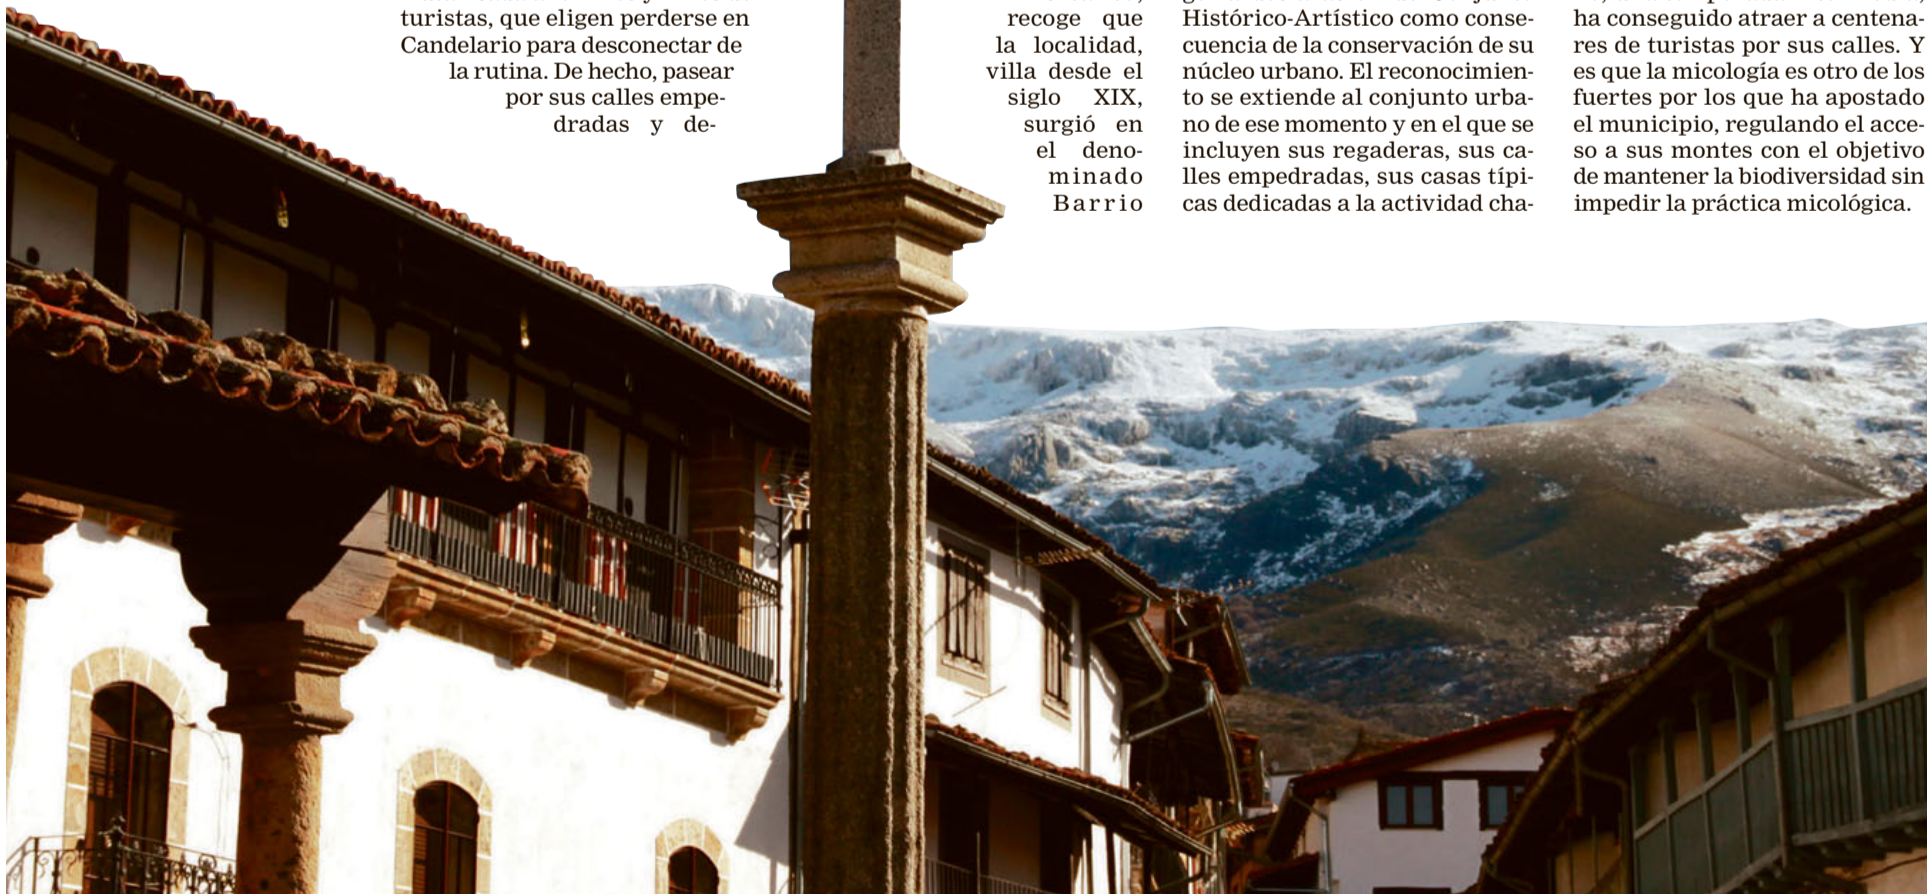 turistas, que eligen perderse en
Candelario para desconectar de
la rutina. De hecho, pasear
por sus calles empe-
dradas y de-
recoge que
la localidad,
villa desde el
siglo XIX,
surgió en
el deno-
minado
Barrio
Histórico-Artístico como conse-
cuencia de la conservación de su
núcleo urbano. El reconocimien-
to se extiende al conjunto urba-
no de ese momento y en el que se
incluyen sus regaderas, sus ca-
lles empedradas, sus casas típi-
cas dedicadas a la actividad cha-
ha conseguido atraer a centena-
res de turistas por sus calles. Y
es que la micología es otro de los
fuertes por los que ha apostado
el municipio, regulando el acce-
so a sus montes con el objetivo
de mantener la biodiversidad sin
impedir la práctica micológica.